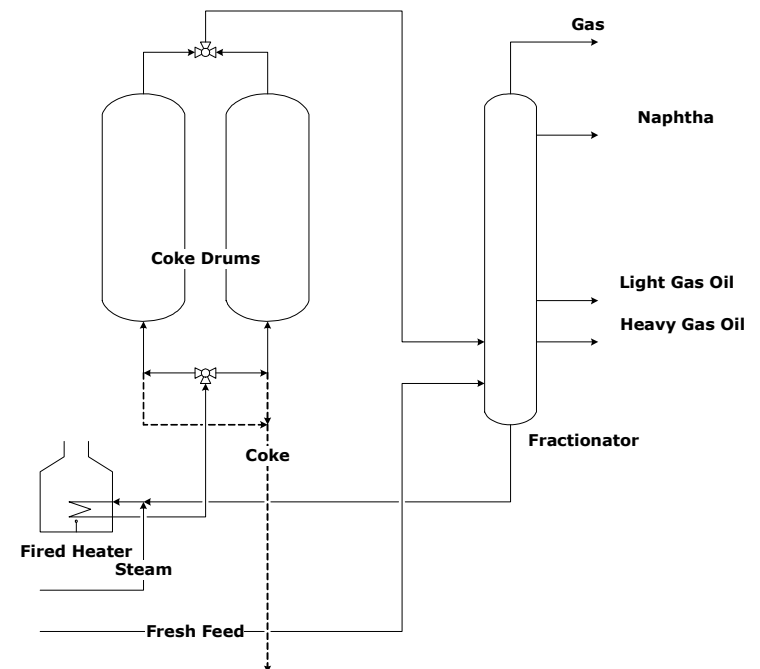 Gas
Naphtha
Coke Drums
Light Gas Oil
Heavy Gas Oil
Fractionator
Coke
Fired Heater
Steam
Fresh Feed